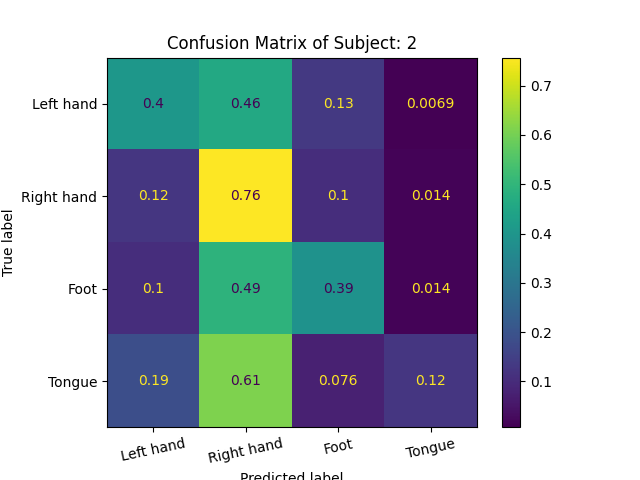 Confusion Matrix of Subject: 2
True label
Left hand 0.4 0.46 0.13 0.0069
Right hand 0.12 0.76 0.1 0.014
Foot 0.1 0.49 0.39 0.014
Tongue 0.19 0.61 0.076 0.12
Left hand Right hand Foot Tongue
Predicted label
0.7
0.6
0.5
0.4
0.3
0.2
0.1